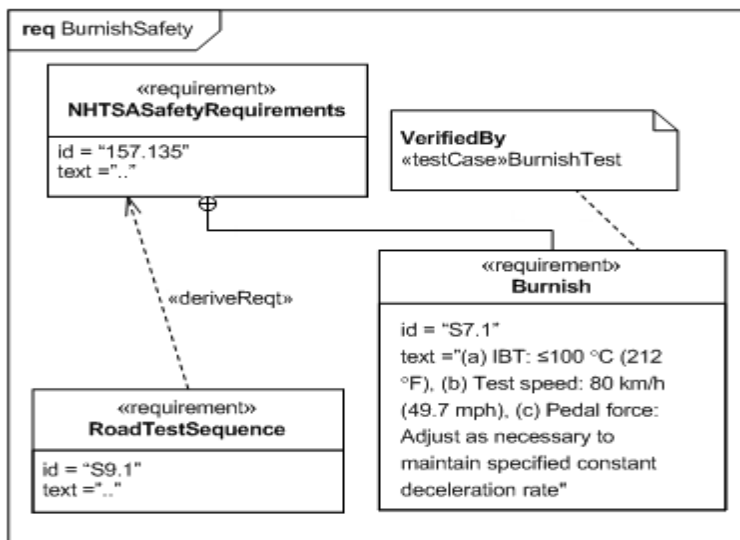 req BurnishSafety
«requirement»
NHTSASafetyRequirements
id = “157.135”
text =”..”
VerifiedBy
«testCase»BurnishTest
«deriveReqt»
«requirement»
Burnish
id = “S7.1”
text =”(a) IBT: ≤100 °C (212
°F), (b) Test speed: 80 km/h
(49.7 mph), (c) Pedal force:
Adjust as necessary to
maintain specified constant
deceleration rate"
«requirement»
RoadTestSequence
id = “S9.1”
text =”..”